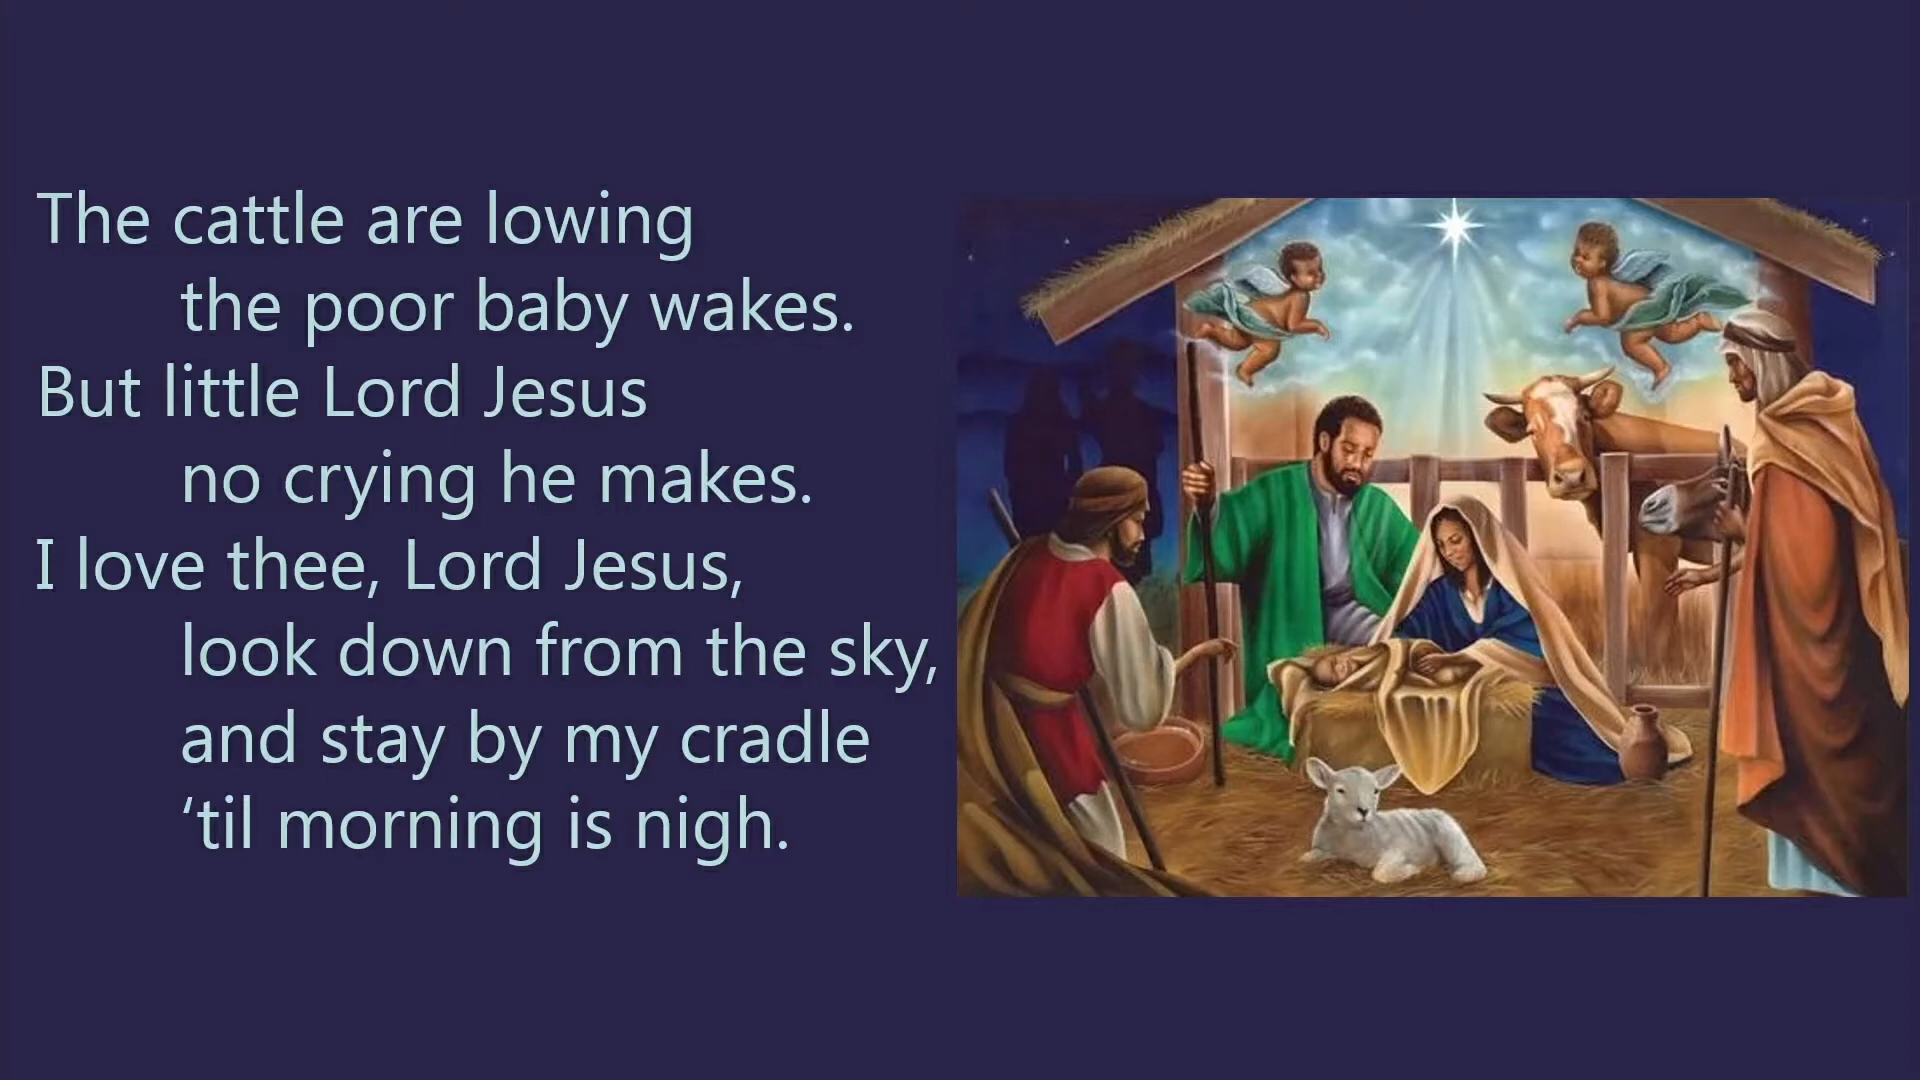 The cattle are lowing
the poor baby wakes.
But little Lord Jesus
no crying he makes.
I love thee, Lord Jesus,
look down from the sky,
and stay by my cradle
‘til morning is nigh.